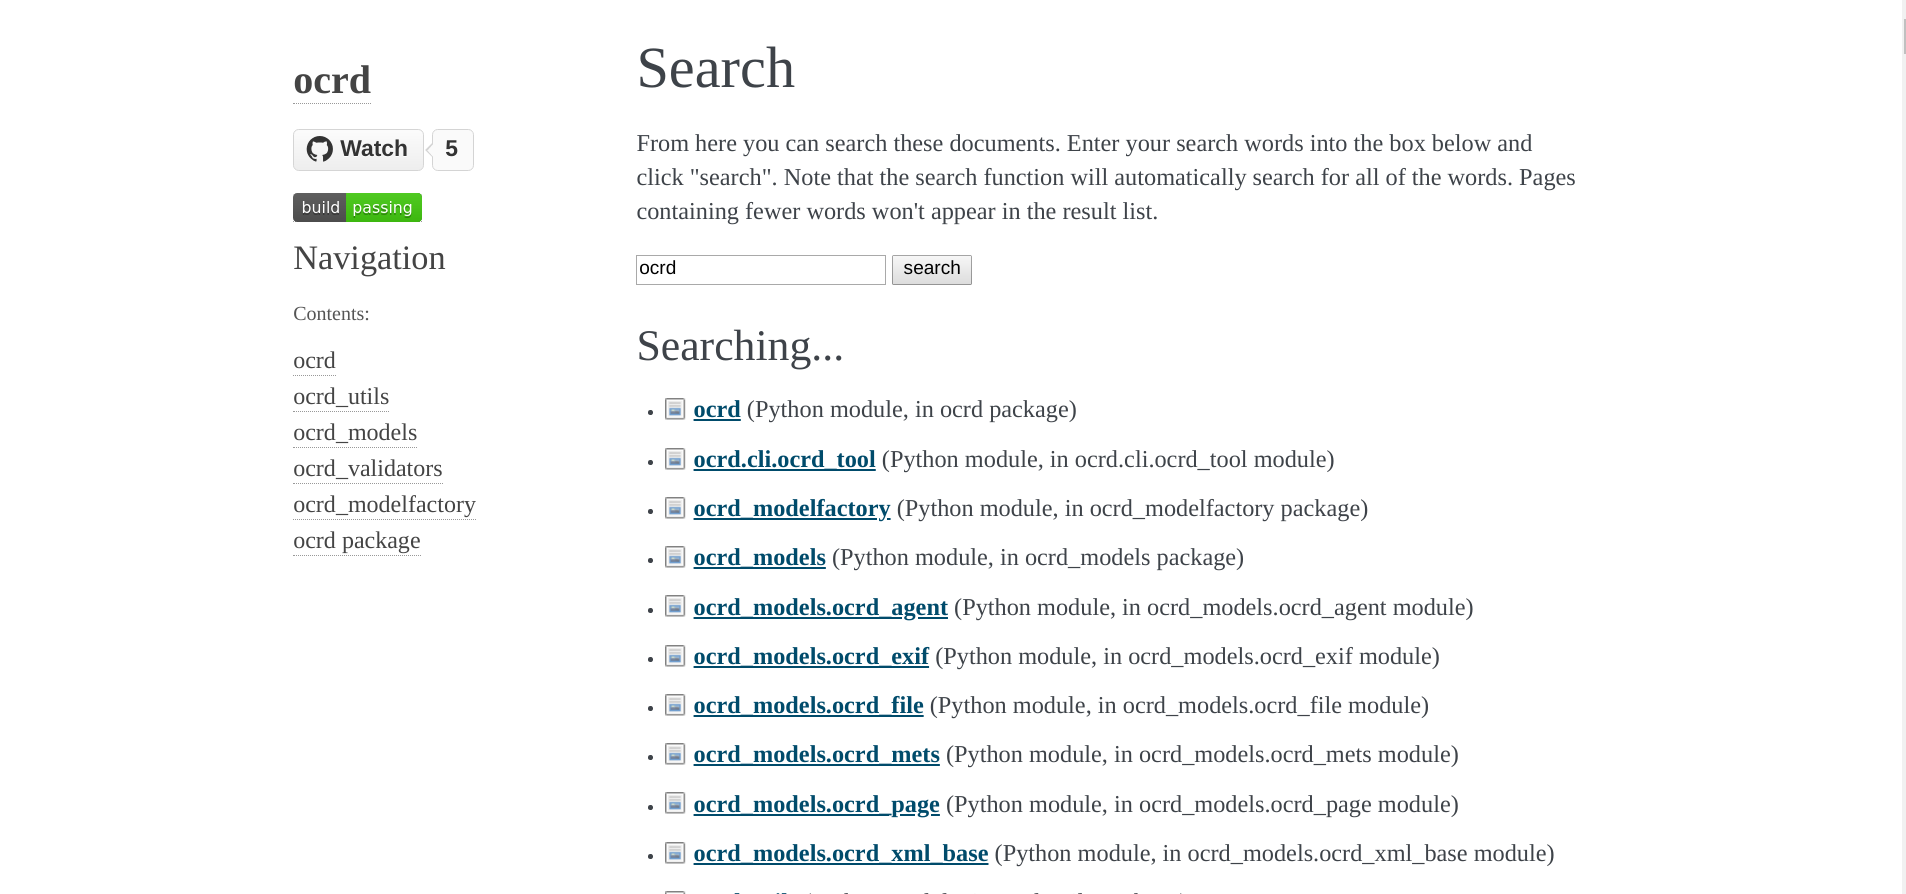 ocrd
Watch 5
build passing
Navigation
Contents:
ocrd
ocrd_utils
ocrd_models
ocrd_validators
ocrd_modelfactory
ocrd package
Search
From here you can search these documents. Enter your search words into the box below and
click "search". Note that the search function will automatically search for all of the words. Pages
containing fewer words won't appear in the result list.
ocrd search
Searching...
ocrd (Python module, in ocrd package)
ocrd.cli.ocrd_tool (Python module, in ocrd.cli.ocrd_tool module)
ocrd_modelfactory (Python module, in ocrd_modelfactory package)
ocrd_models (Python module, in ocrd_models package)
ocrd_models.ocrd_agent (Python module, in ocrd_models.ocrd_agent module)
ocrd_models.ocrd_exif (Python module, in ocrd_models.ocrd_exif module)
ocrd_models.ocrd_file (Python module, in ocrd_models.ocrd_file module)
ocrd_models.ocrd_mets (Python module, in ocrd_models.ocrd_mets module)
ocrd_models.ocrd_page (Python module, in ocrd_models.ocrd_page module)
ocrd_models.ocrd_xml_base (Python module, in ocrd_models.ocrd_xml_base module)